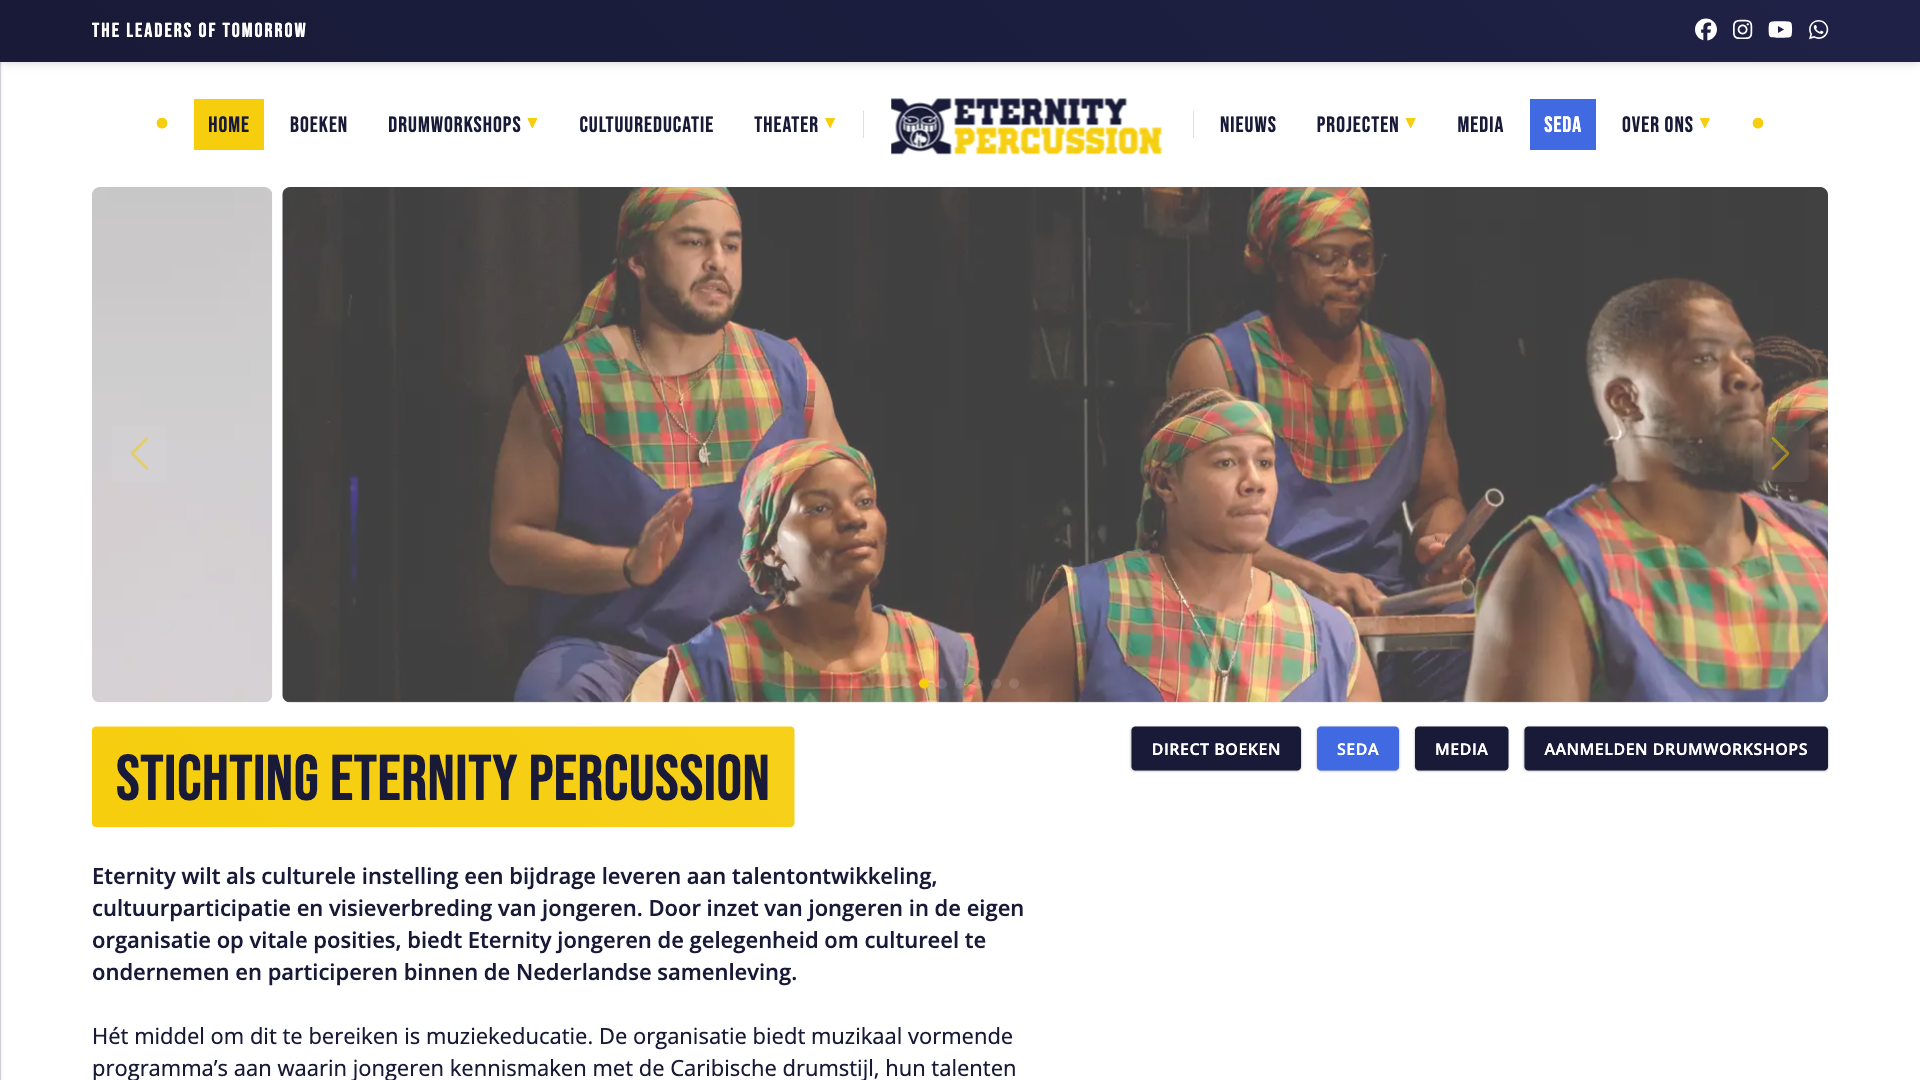 THE LEADERS OF TOMORROW
HOME
BOEKEN
DRUMWORKSHOPS
CULTUUREDUCATIE
THEATER
ETERNITY
PERCUSSION
NIEUWS
PROJECTEN
MEDIA
SEDA
OVER ONS
STICHTING ETERNITY PERCUSSION
DIRECT BOEKEN
SEDA
MEDIA
AANMELDEN DRUMWORKSHOPS
Eternity wilt als culturele instelling een bijdrage leveren aan talentontwikkeling,
cultuurparticipatie en visieverbreding van jongeren. Door inzet van jongeren in de eigen
organisatie op vitale posities, biedt Eternity jongeren de gelegenheid om cultureel te
ondernemen en participeren binnen de Nederlandse samenleving.
Hét middel om dit te bereiken is muziekeducatie. De organisatie biedt muzikaal vormende
programma’s aan waarin jongeren kennismaken met de Caribische drumstijl, hun talenten